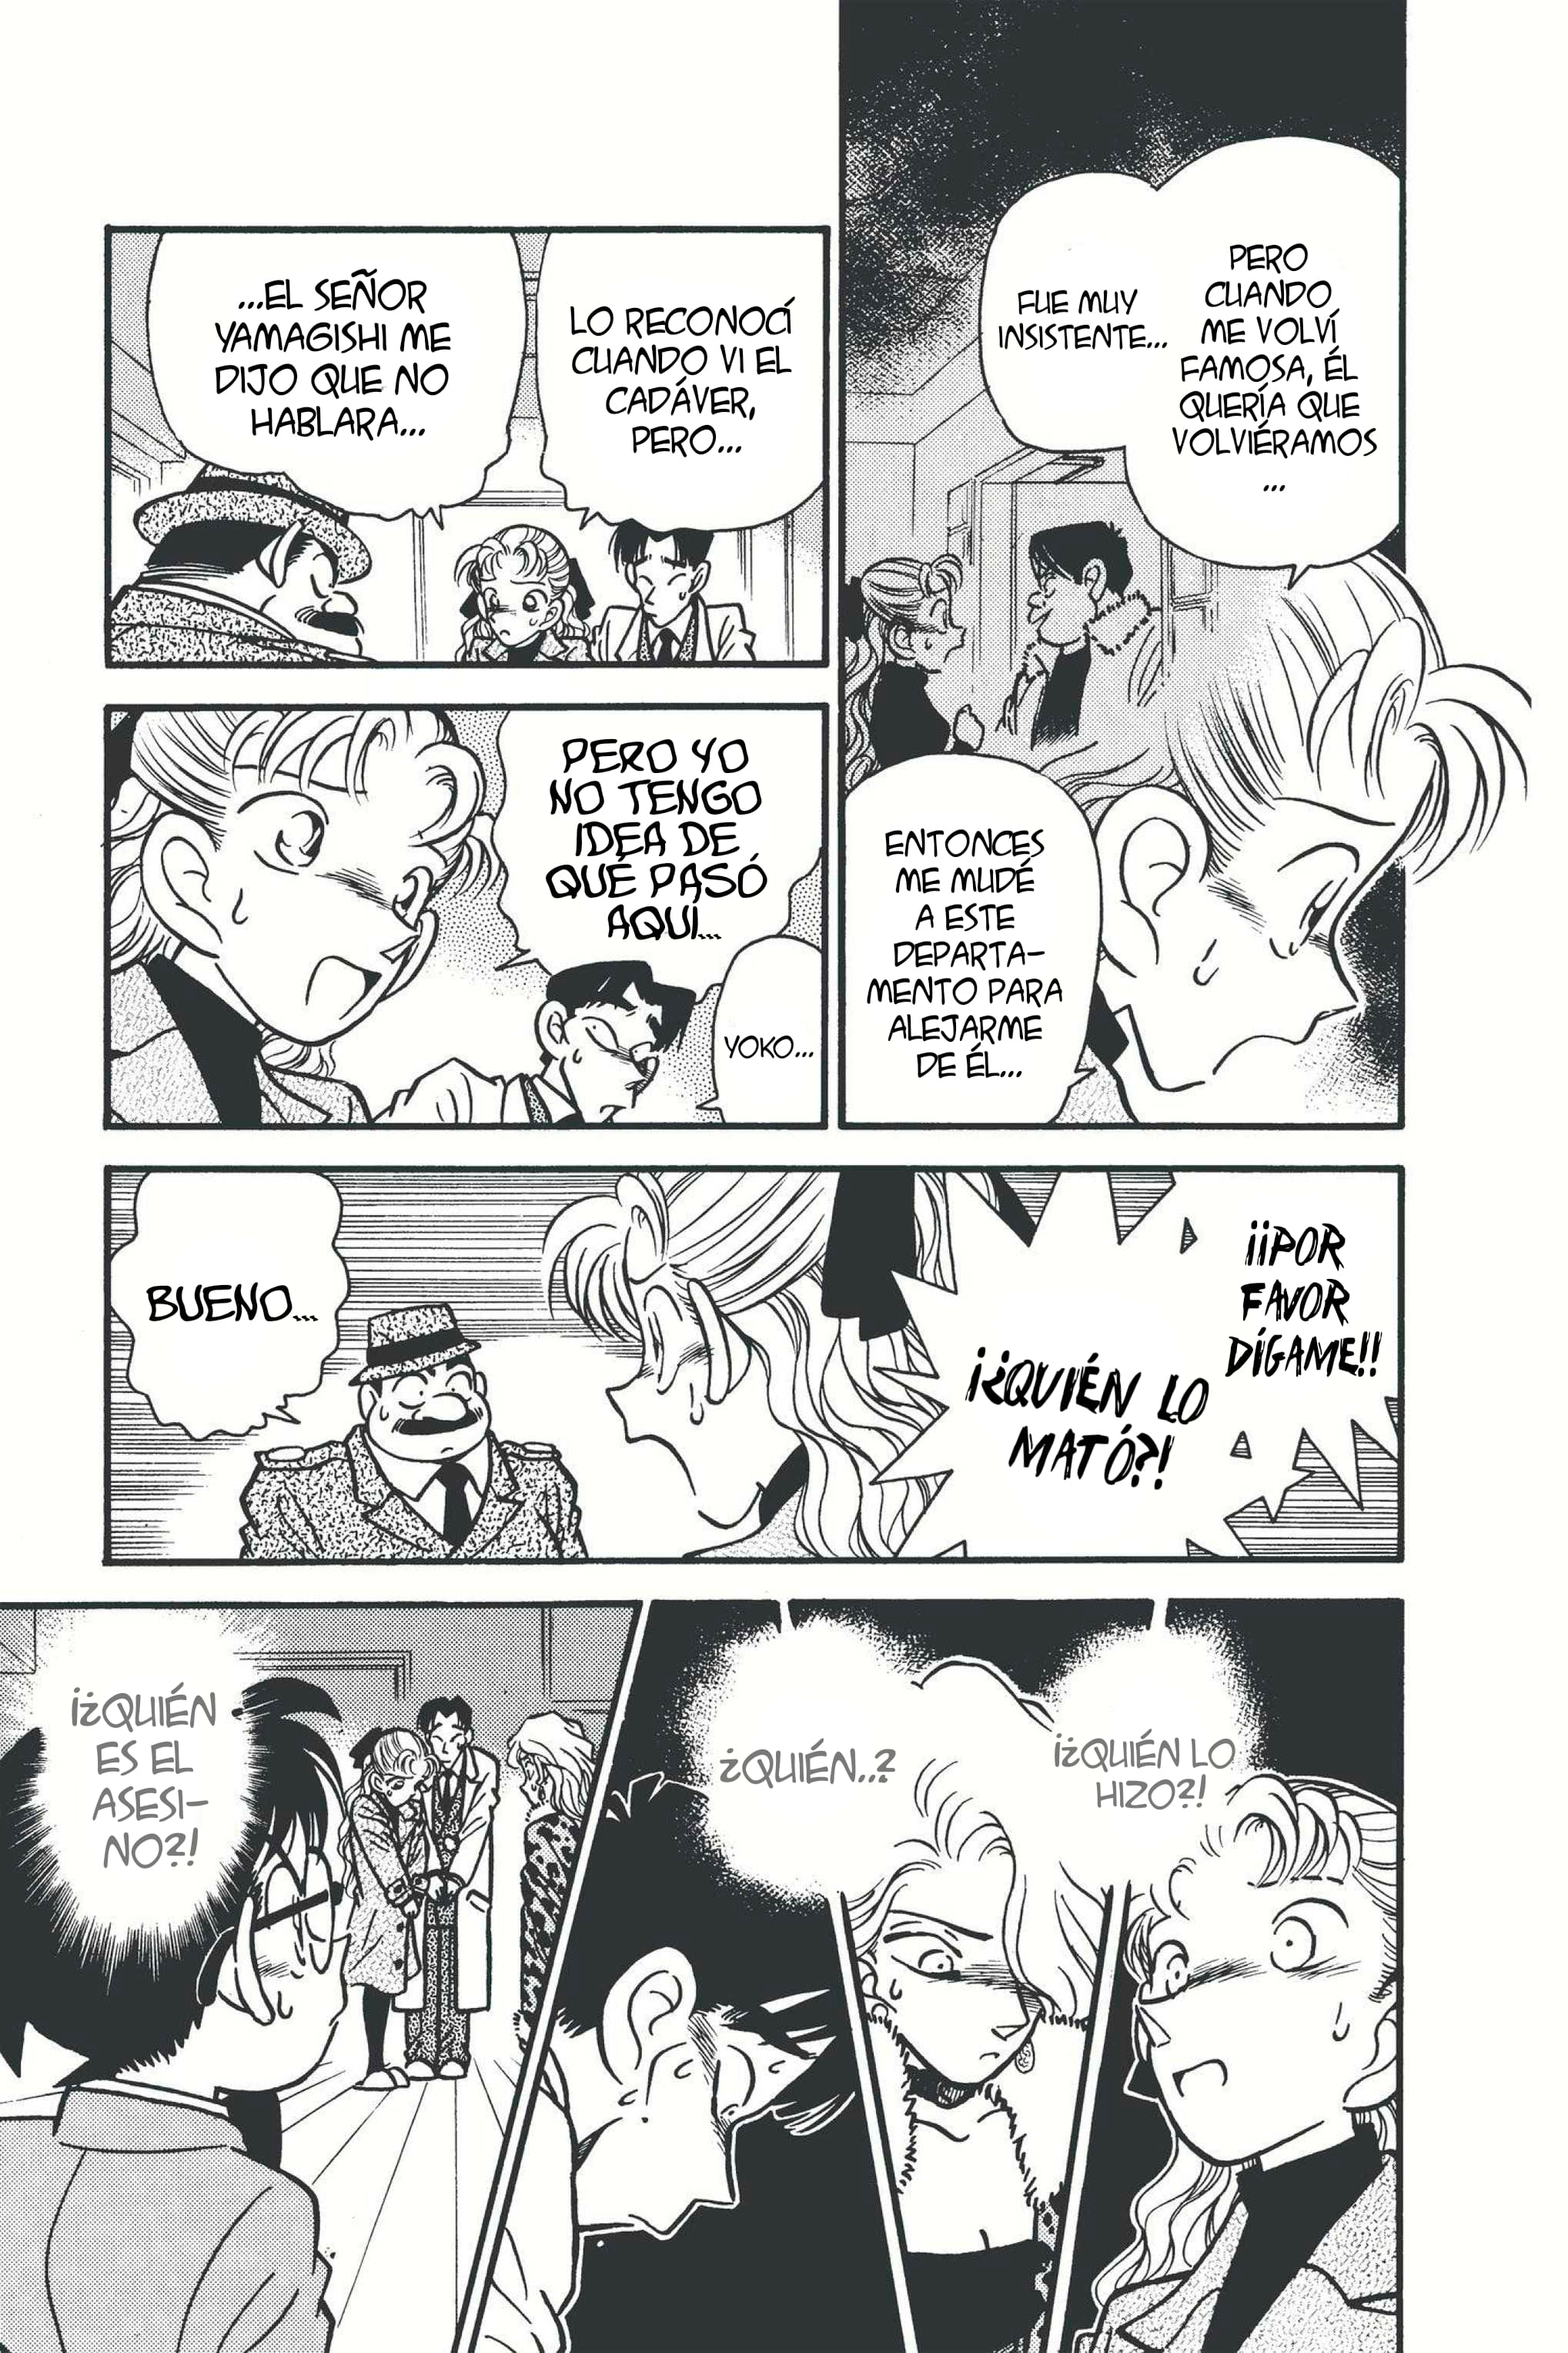 PERO
CUANDO
ME VOLVÍ
FAMOSA, ÉL
QUERÍA QUE
VOLVIÉRAMOS
...
FUE MUY
INSISTENTE...
ENTONCES
ME MUDÉ
A ESTE
DEPARTA-
MENTO PARA
ALEJARME
DE ÉL...
LO RECONOCÍ
CUANDO VI EL
CADÁVER,
PERO...
...EL SEÑOR
YAMAGISHI ME
DIJO QUE NO
HABLARA...
PERO YO
NO TENGO
IDEA DE
QUÉ PASÓ
AQUÍ...
YOKO...
¡¡POR
FAVOR
DÍGAME!!
¡¿QUIÉN LO
MATÓ?!
BUENO...
¡¿QUIÉN LO
HIZO?!
¿QUIÉN..?
¡¿QUIÉN
ES EL
ASESI-
NO?!